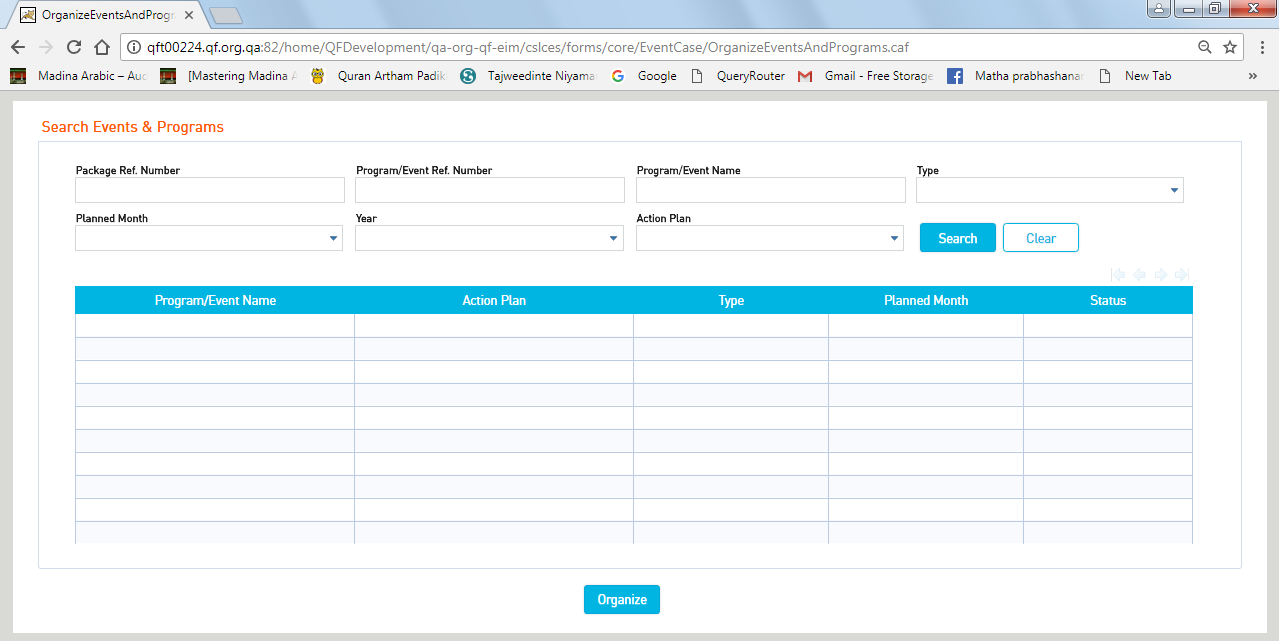 OrganizeEventsAndProgr
qft00224.qf.org.qa:82/home/QFDevelopment/qa-org-qf-eim/cslces/forms/core/EventCase/OrganizeEventsAndPrograms.caf
Madina Arabic – Auc [Mastering Madina A Quran Artham Padik Tajweedinte Niyama Google QueryRouter Gmail - Free Storage Matha prabhashanam New Tab »
Search Events & Programs
Package Ref. Number Program/Event Ref. Number Program/Event Name Type
Planned Month Year Action Plan
Search Clear
Program/Event Name Action Plan Type Planned Month Status
Organize